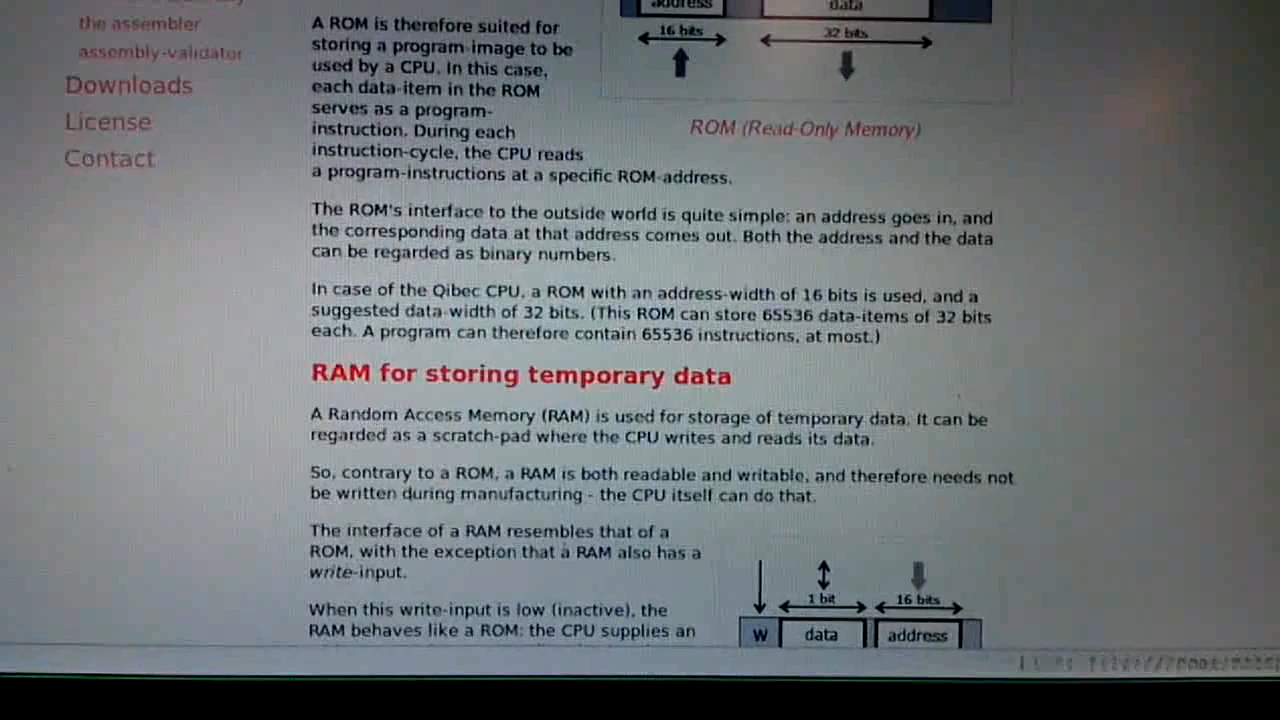 the assembler
assembly-validator
Downloads
License
Contact
A ROM is therefore suited for
storing a program-image to be
used by a CPU. In this case,
each data-item in the ROM
serves as a program-
instruction. During each
instruction-cycle, the CPU reads
a program-instructions at a specific ROM-address.
address
data
16 bits
32 bits
ROM (Read-Only Memory)
The ROM's interface to the outside world is quite simple: an address goes in, and
the corresponding data at that address comes out. Both the address and the data
can be regarded as binary numbers.
In case of the Qibec CPU, a ROM with an address-width of 16 bits is used, and a
suggested data-width of 32 bits. (This ROM can store 65536 data-items of 32 bits
each. A program can therefore contain 65536 instructions, at most.)
RAM for storing temporary data
A Random Access Memory (RAM) is used for storage of temporary data. It can be
regarded as a scratch-pad where the CPU writes and reads its data.
So, contrary to a ROM, a RAM is both readable and writable, and therefore needs not
be written during manufacturing - the CPU itself can do that.
The interface of a RAM resembles that of a
ROM, with the exception that a RAM also has a
write-input.
When this write-input is low (inactive), the
RAM behaves like a ROM: the CPU supplies an
1 bit
16 bits
W
data
address